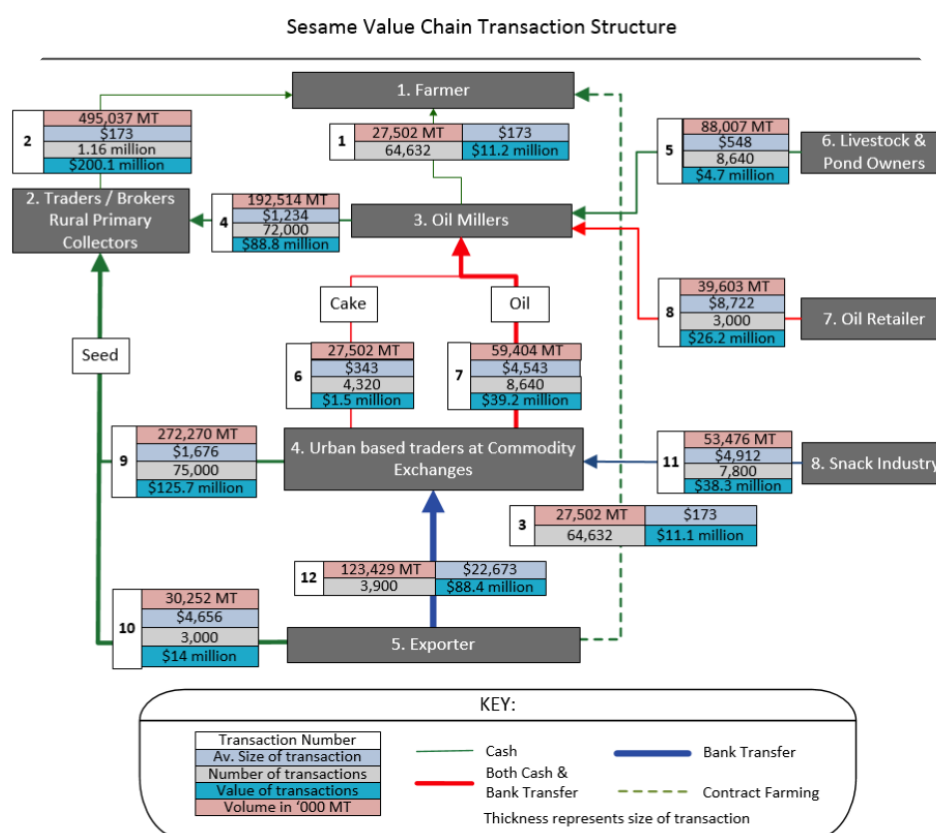 Sesame Value Chain Transaction Structure
1. Farmer
2
495,037 MT
$173
1.16 million
$200.1 million
1
27,502 MT
$173
64,632
$11.2 million
5
88,007 MT
$548
8,640
$4.7 million
6. Livestock &
Pond Owners
2. Traders / Brokers
Rural Primary
Collectors
4
192,514 MT
$1,234
72,000
$88.8 million
3. Oil Millers
Cake
Oil
8
39,603 MT
$8,722
3,000
$26.2 million
7. Oil Retailer
Seed
6
27,502 MT
$343
4,320
$1.5 million
7
59,404 MT
$4,543
8,640
$39.2 million
9
272,270 MT
$1,676
75,000
$125.7 million
4. Urban based traders at Commodity
Exchanges
11
53,476 MT
$4,912
7,800
$38.3 million
8. Snack Industry
3
27,502 MT
$173
64,632
$11.1 million
12
123,429 MT
$22,673
3,900
$88.4 million
10
30,252 MT
$4,656
3,000
$14 million
5. Exporter
KEY:
Transaction Number
Av. Size of transaction
Number of transactions
Value of transactions
Volume in ‘000 MT
Cash
Both Cash &
Bank Transfer
Bank Transfer
Contract Farming
Thickness represents size of transaction